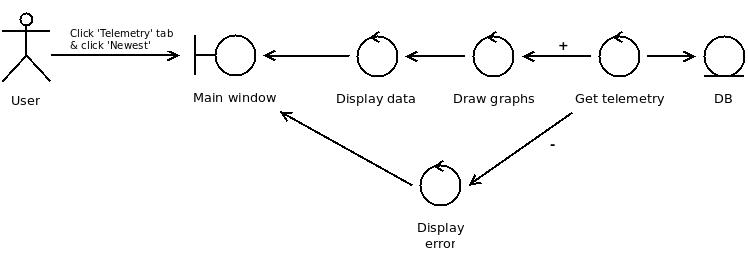 Click 'Telemetry' tab
& click 'Newest'
+
User
Main window
Display data
Draw graphs
Get telemetry
DB
-
Display
error